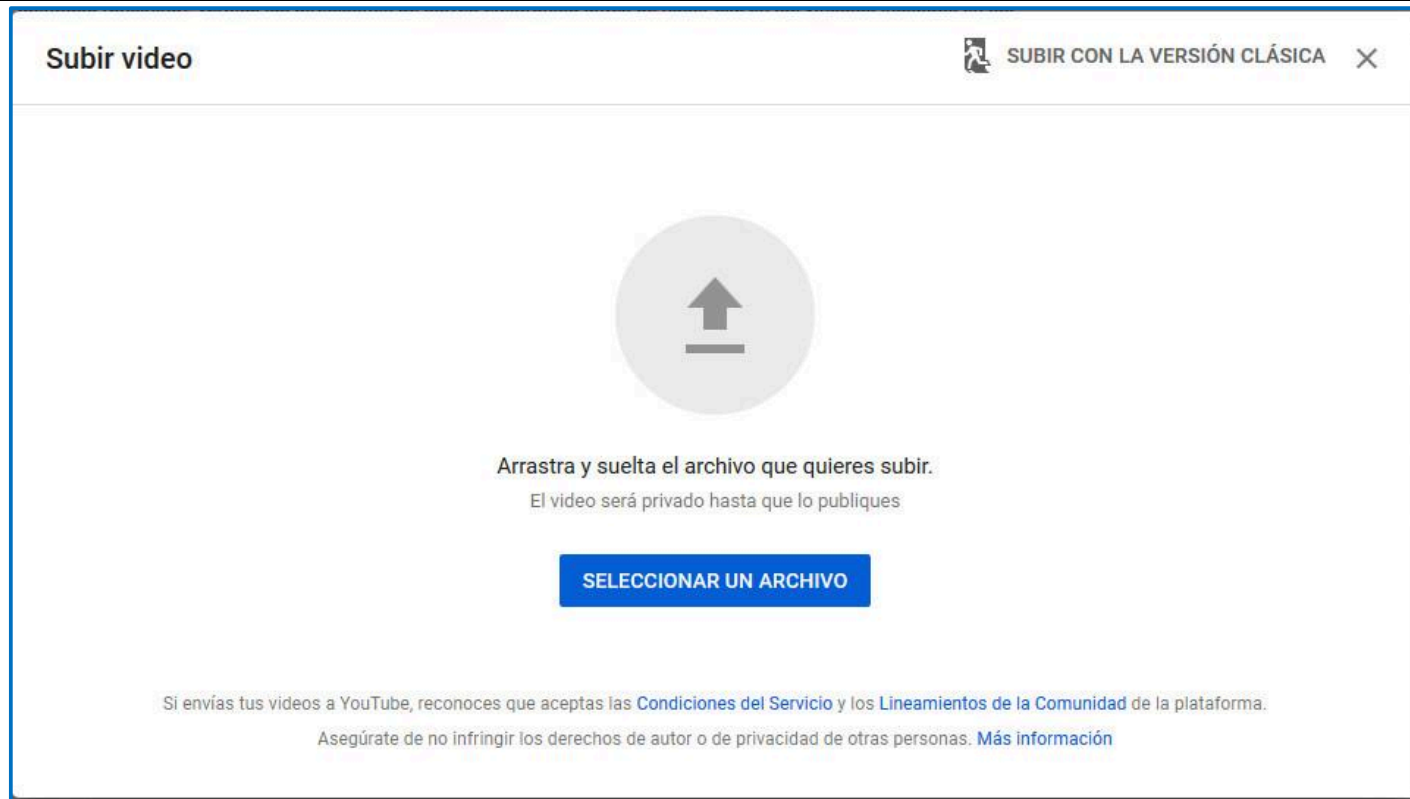 Subir video
SUBIR CON LA VERSIÓN CLÁSICA
Arrastra y suelta el archivo que quieres subir.
El video será privado hasta que lo publiques
SELECCIONAR UN ARCHIVO
Si envías tus videos a YouTube, reconoces que aceptas las Condiciones del Servicio y los Lineamientos de la Comunidad de la plataforma.
Asegúrate de no infringir los derechos de autor o de privacidad de otras personas. Más información